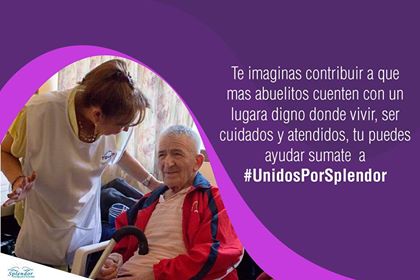 Te imaginas contribuir a que
mas abuelitos cuenten con un
lugara digno donde vivir, ser
cuidados y atendidos, tu puedes
ayudar sumate a
#UnidosPorSplendor
Splendor